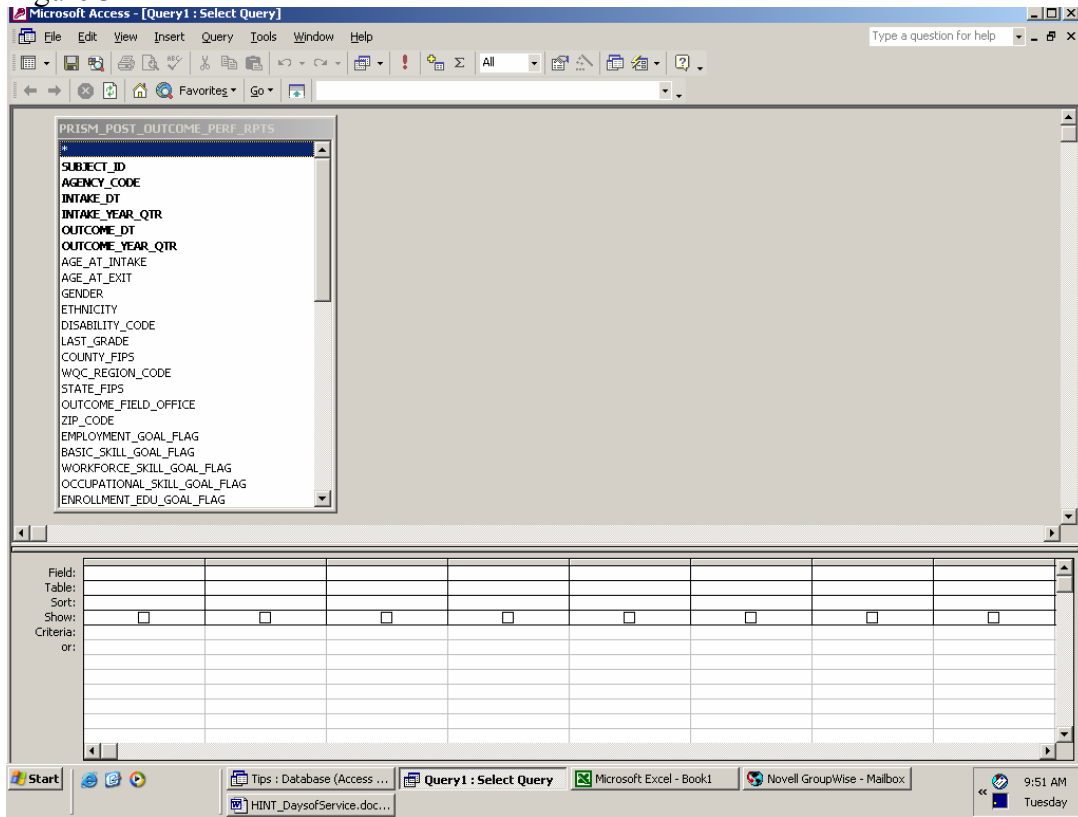 Microsoft Access - [Query1 : Select Query]
File Edit View Insert Query Tools Window Help Type a question for help
All
Favorites Go
PRISM_POST_OUTCOME_PERF_RPTS
*
SUBJECT_ID
AGENCY_CODE
INTAKE_DT
INTAKE_YEAR_QTR
OUTCOME_DT
OUTCOME_YEAR_QTR
AGE_AT_INTAKE
AGE_AT_EXIT
GENDER
ETHNICITY
DISABILITY_CODE
LAST_GRADE
COUNTY_FIPS
WQC_REGION_CODE
STATE_FIPS
OUTCOME_FIELD_OFFICE
ZIP_CODE
EMPLOYMENT_GOAL_FLAG
BASIC_SKILL_GOAL_FLAG
WORKFORCE_SKILL_GOAL_FLAG
OCCUPATIONAL_SKILL_GOAL_FLAG
ENROLLMENT_EDU_GOAL_FLAG
Field:
Table:
Sort:
Show:
Criteria:
or:
Start Tips : Database (Access ... Query1 : Select Query Microsoft Excel - Book1 Novell GroupWise - Mailbox « 9:51 AM
HINT_DaysofService.doc... Tuesday